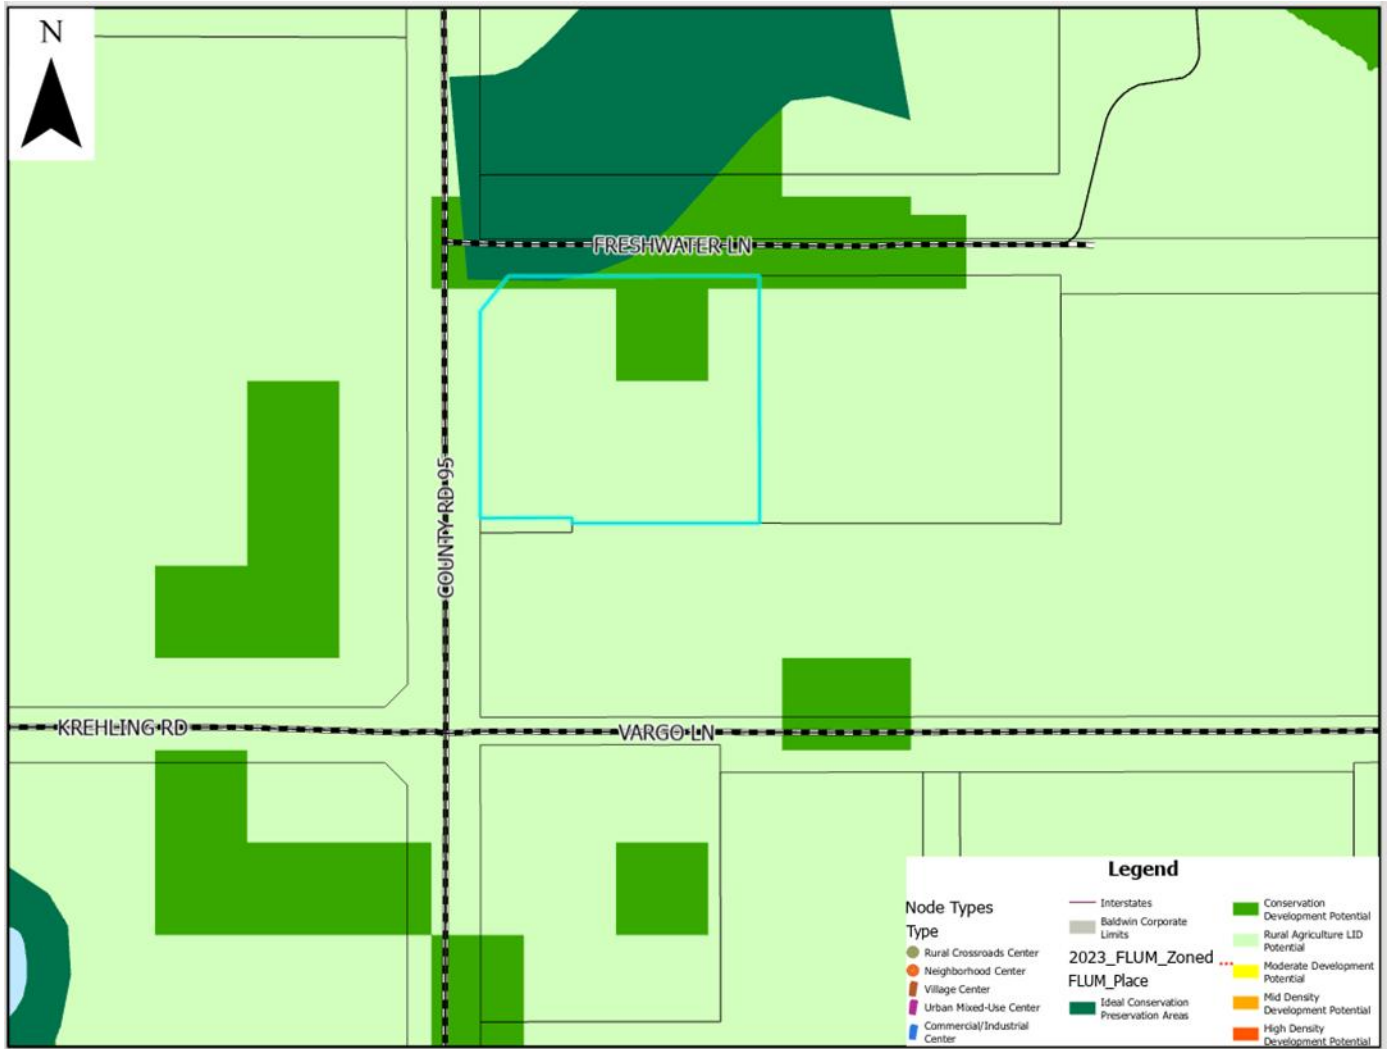 N
FRESHWATER LN
COUNTY RD 95
KREHLING RD
VARGO LN
Legend
Node Types
Type
Rural Crossroads Center
Neighborhood Center
Village Center
Urban Mixed-Use Center
Commercial/Industrial
Center
Interstates
Baldwin Corporate
Limits
2023_FLUM_Zoned
FLUM_Place
Ideal Conservation
Preservation Areas
Conservation
Development Potential
Rural Agriculture LID
Potential
Moderate Development
Potential
Mid Density
Development Potential
High Density
Development Potential